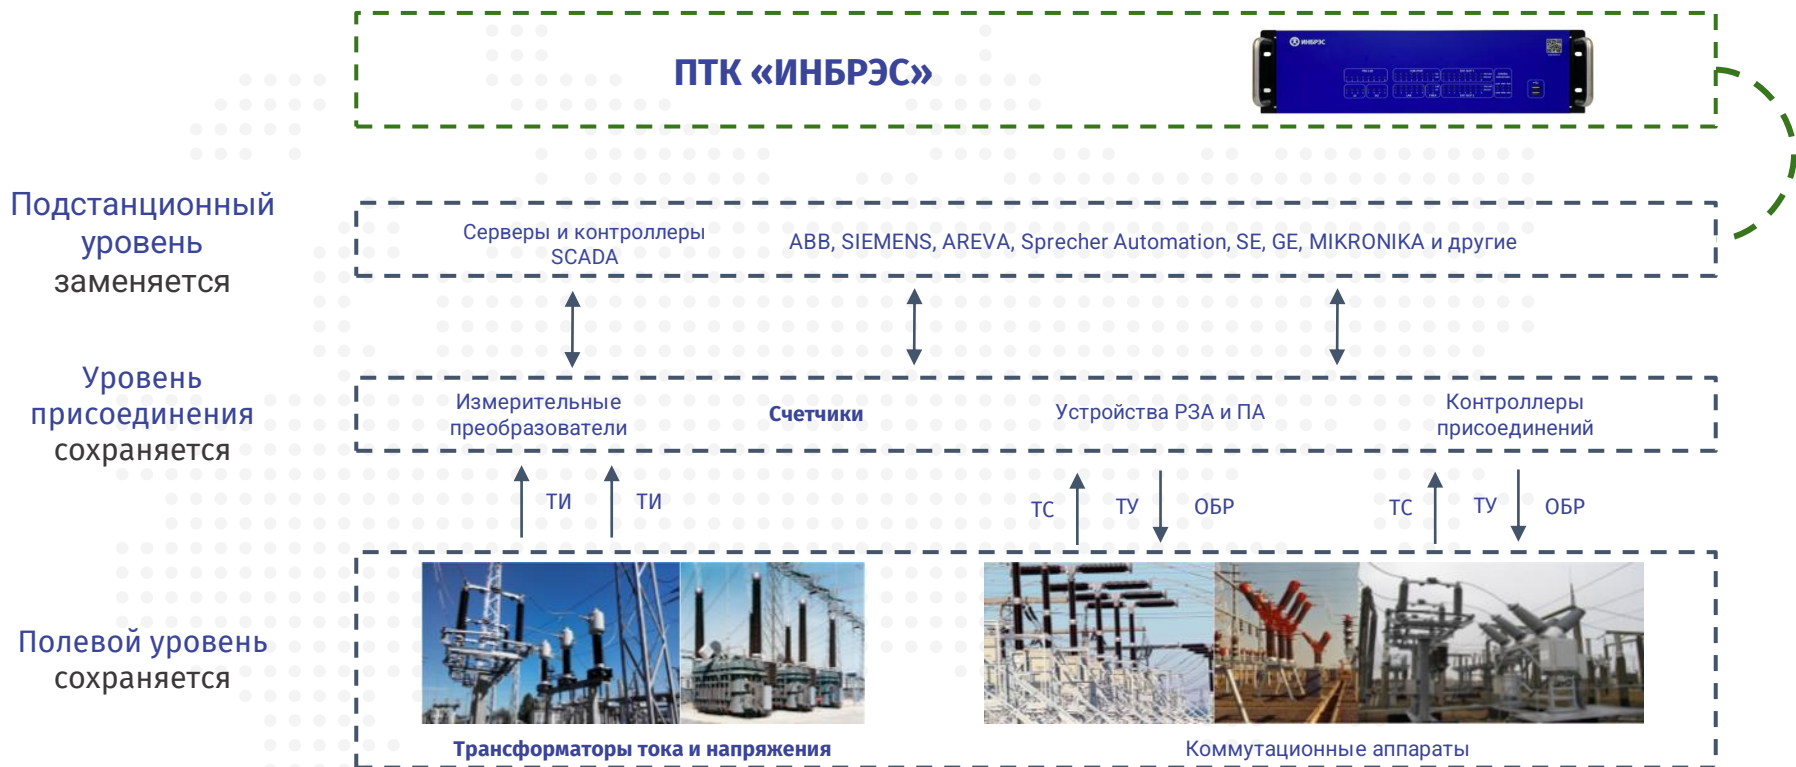 ПТК «ИНБРЭС»
ИНБРЭС
Подстанционный
уровень
заменяется
Серверы и контроллеры
SCADA
ABB, SIEMENS, AREVA, Sprecher Automation, SE, GE, MIKRONIKA и другие
Уровень
присоединения
сохраняется
Измерительные
преобразователи
Счетчики
Устройства РЗА и ПА
Контроллеры
присоединений
ТИ
ТИ
ТС
ТУ
ОБР
ТС
ТУ
ОБР
Полевой уровень
сохраняется
Трансформаторы тока и напряжения
Коммутационные аппараты